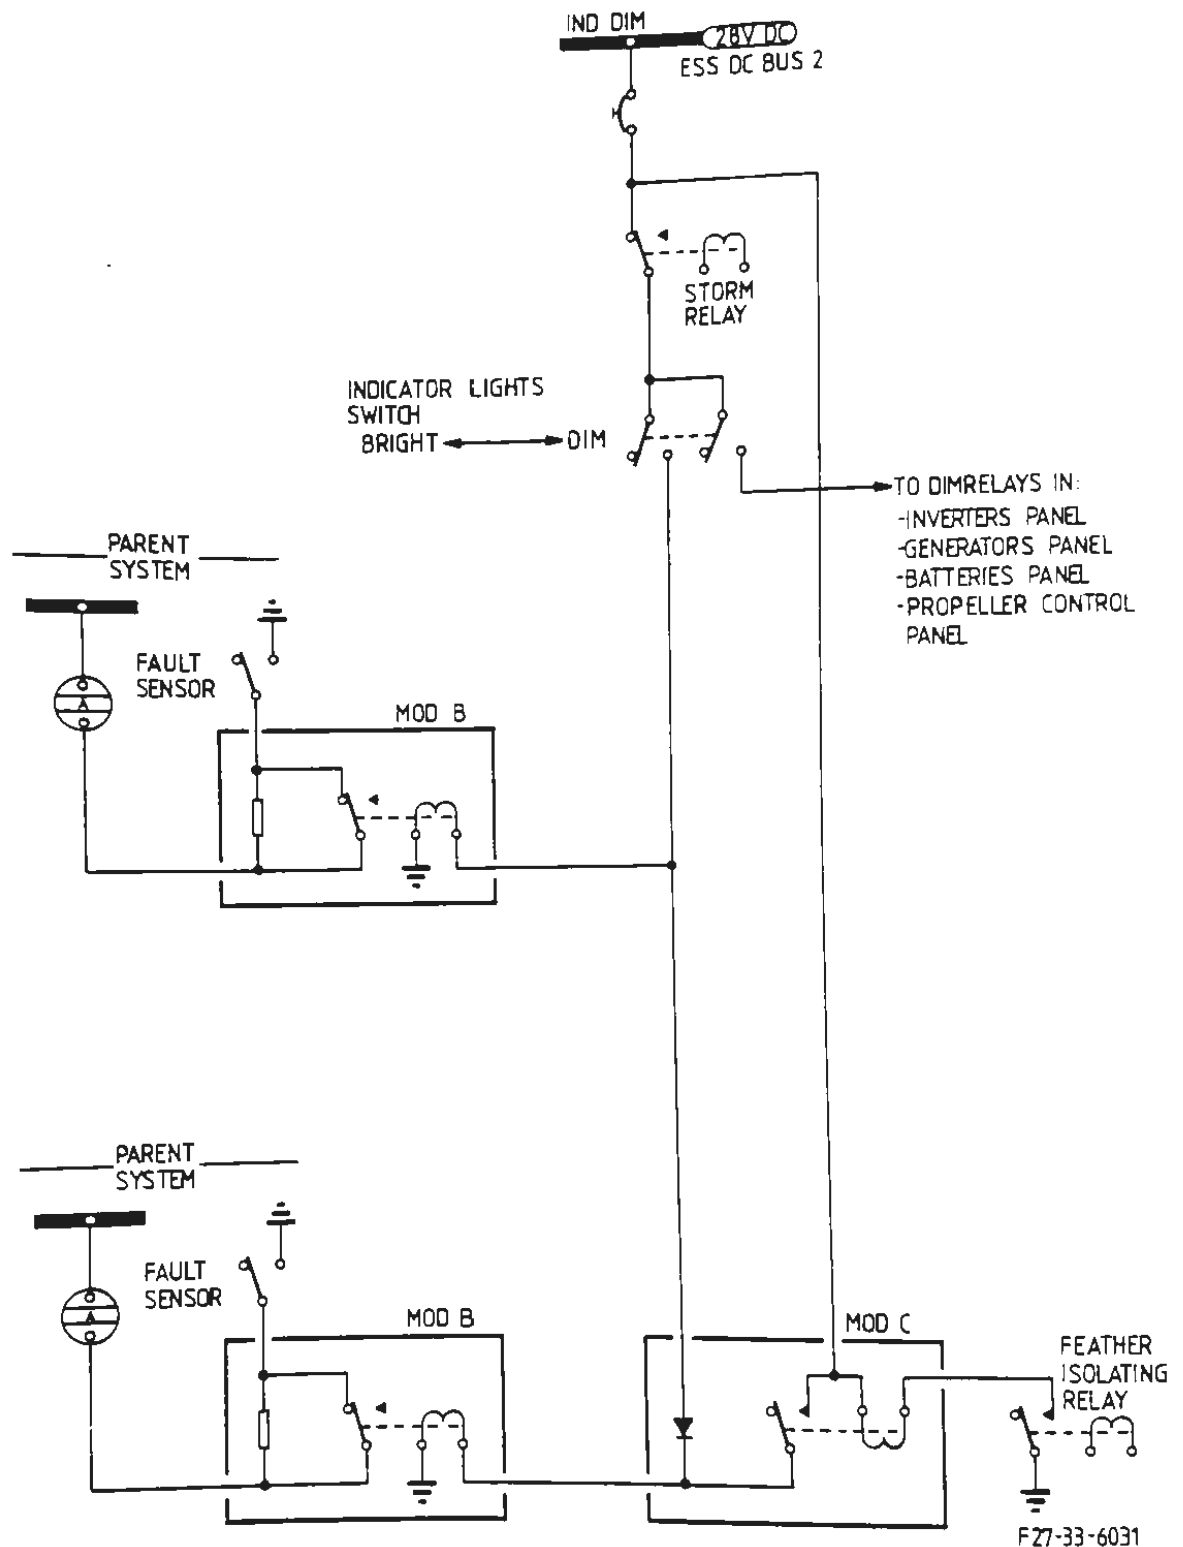 IND DIM
28V DC
ESS DC BUS 2
STORM
RELAY
INDICATOR LIGHTS
SWITCH
BRIGHT
DIM
TO DIMRELAYS IN:
-INVERTERS PANEL
-GENERATORS PANEL
-BATTERIES PANEL
-PROPELLER CONTROL
PANEL
PARENT
SYSTEM
FAULT
SENSOR
A
MOD B
PARENT
SYSTEM
FAULT
SENSOR
A
MOD B
MOD C
FEATHER
ISOLATING
RELAY
F27-33-6031